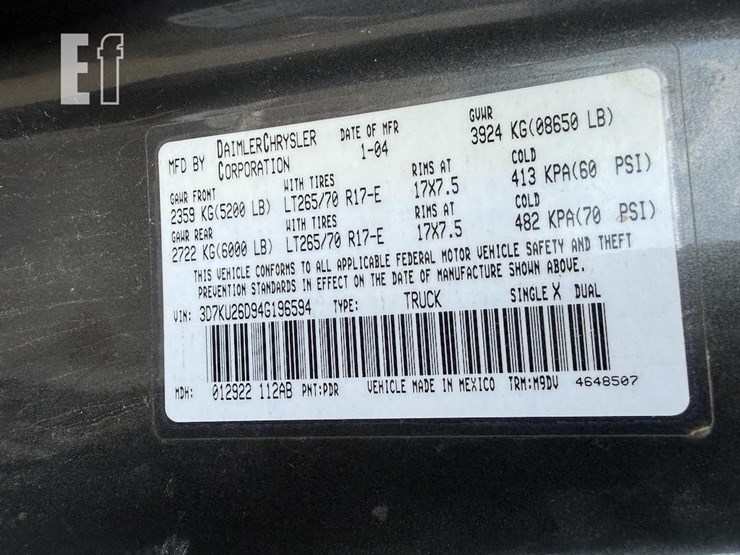 Ef
MFD BY DAIMLERCHRYSLER CORPORATION DATE OF MFR 1-04 GVWR 3924 KG(08650 LB)
GAWR FRONT WITH TIRES RIMS AT COLD
2359 KG(5200 LB) LT265/70 R17-E 17X7.5 413 KPA(60 PSI)
GAWR REAR WITH TIRES RIMS AT COLD
2722 KG(6000 LB) LT265/70 R17-E 17X7.5 482 KPA(70 PSI)
THIS VEHICLE CONFORMS TO ALL APPLICABLE FEDERAL MOTOR VEHICLE SAFETY AND THEFT
PREVENTION STANDARDS IN EFFECT ON THE DATE OF MANUFACTURE SHOWN ABOVE.
VIN: 3D7KU26D94G196594 TYPE: TRUCK SINGLE X DUAL
MDH: 012922 112AB PNT:PDR VEHICLE MADE IN MEXICO TRM:M9DV 4648507